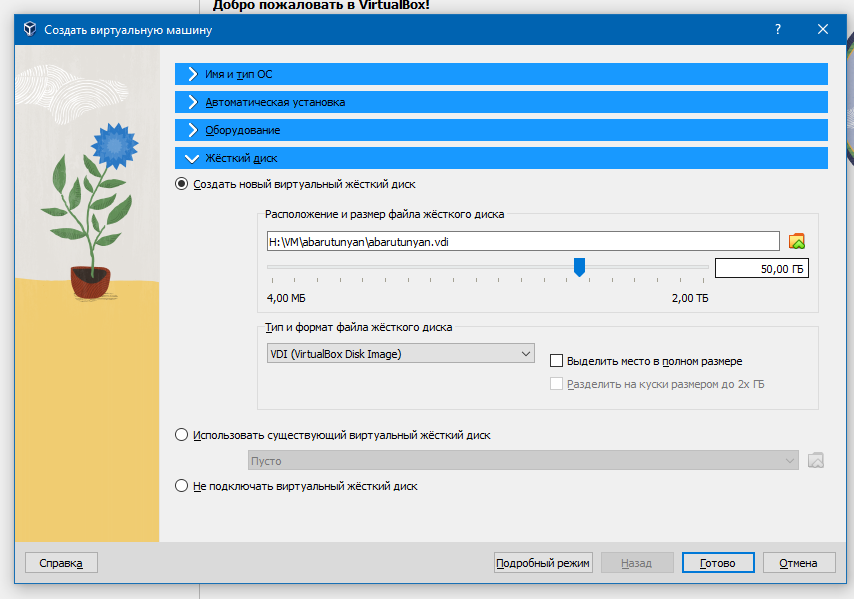 Добро пожаловать в VirtualBox!
Создать виртуальную машину
?
Имя и тип ОС
Автоматическая установка
Оборудование
Жёсткий диск
Создать новый виртуальный жёсткий диск
Расположение и размер файла жёсткого диска
H:\VM\abarutunyan\abarutunyan.vdi
50,00 ГБ
4,00 МБ 2,00 ТБ
Тип и формат файла жёсткого диска
VDI (VirtualBox Disk Image)
Выделить место в полном размере
Разделить на куски размером до 2х ГБ
Использовать существующий виртуальный жёсткий диск
Пусто
Не подключать виртуальный жёсткий диск
Справка Подробный режим Назад Готово Отмена